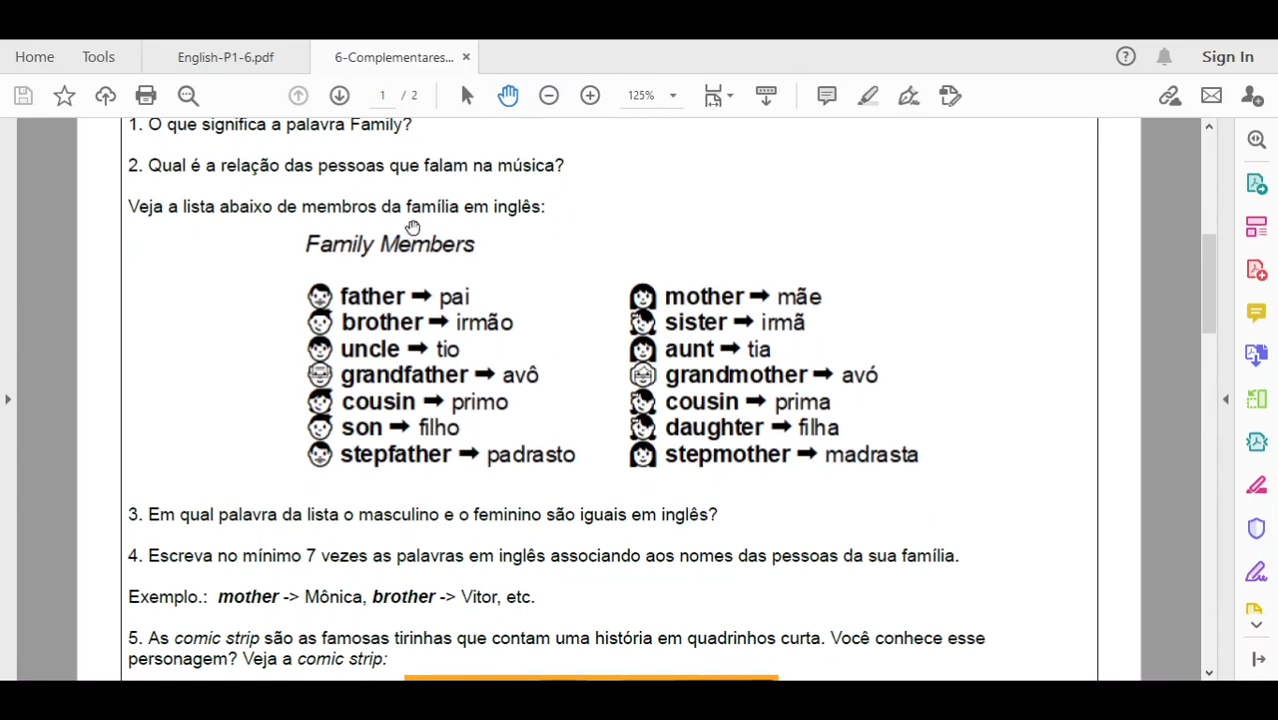 Home Tools English-P1-6.pdf 6-Complementares... × Sign In
1 / 2 125%
1. O que significa a palavra Family?
2. Qual é a relação das pessoas que falam na música?
Veja a lista abaixo de membros da família em inglês:
Family Members
father ➡ pai
brother ➡ irmão
uncle ➡ tio
grandfather ➡ avô
cousin ➡ primo
son ➡ filho
stepfather ➡ padrasto
mother ➡ mãe
sister ➡ irmã
aunt ➡ tia
grandmother ➡ avó
cousin ➡ prima
daughter ➡ filha
stepmother ➡ madrasta
3. Em qual palavra da lista o masculino e o feminino são iguais em inglês?
4. Escreva no mínimo 7 vezes as palavras em inglês associando aos nomes das pessoas da sua família.
Exemplo.: mother -> Mônica, brother -> Vitor, etc.
5. As comic strip são as famosas tirinhas que contam uma história em quadrinhos curta. Você conhece esse
personagem? Veja a comic strip: